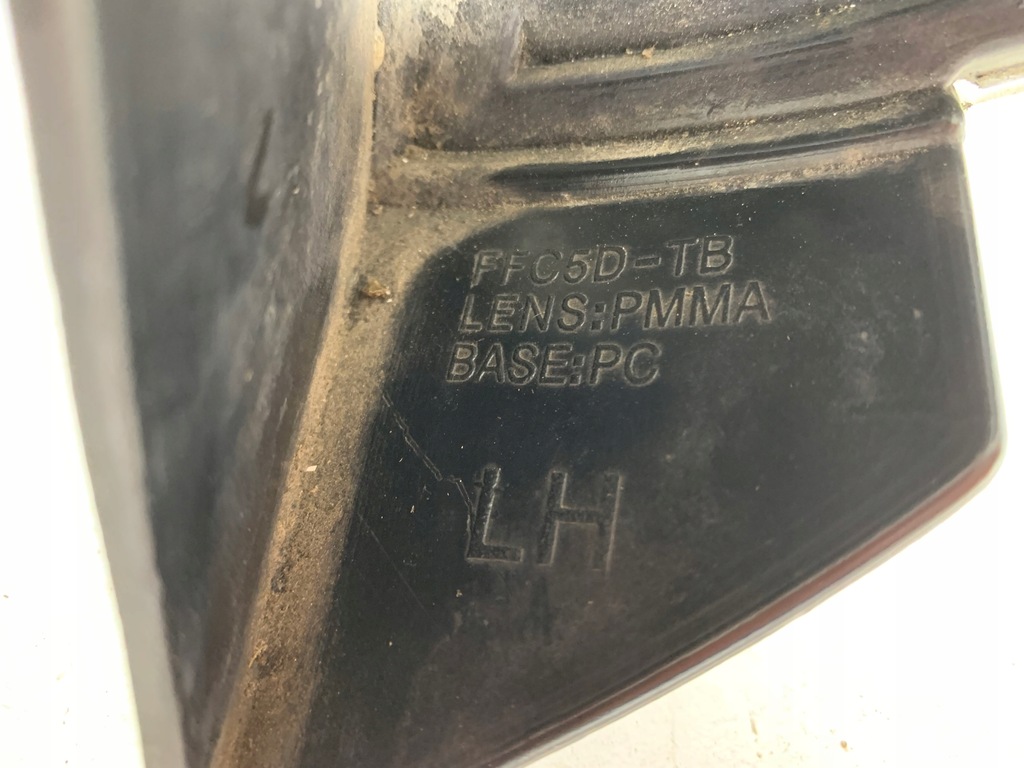 FFC5D-TB
LENS:PMMA
BASE:PC
LH